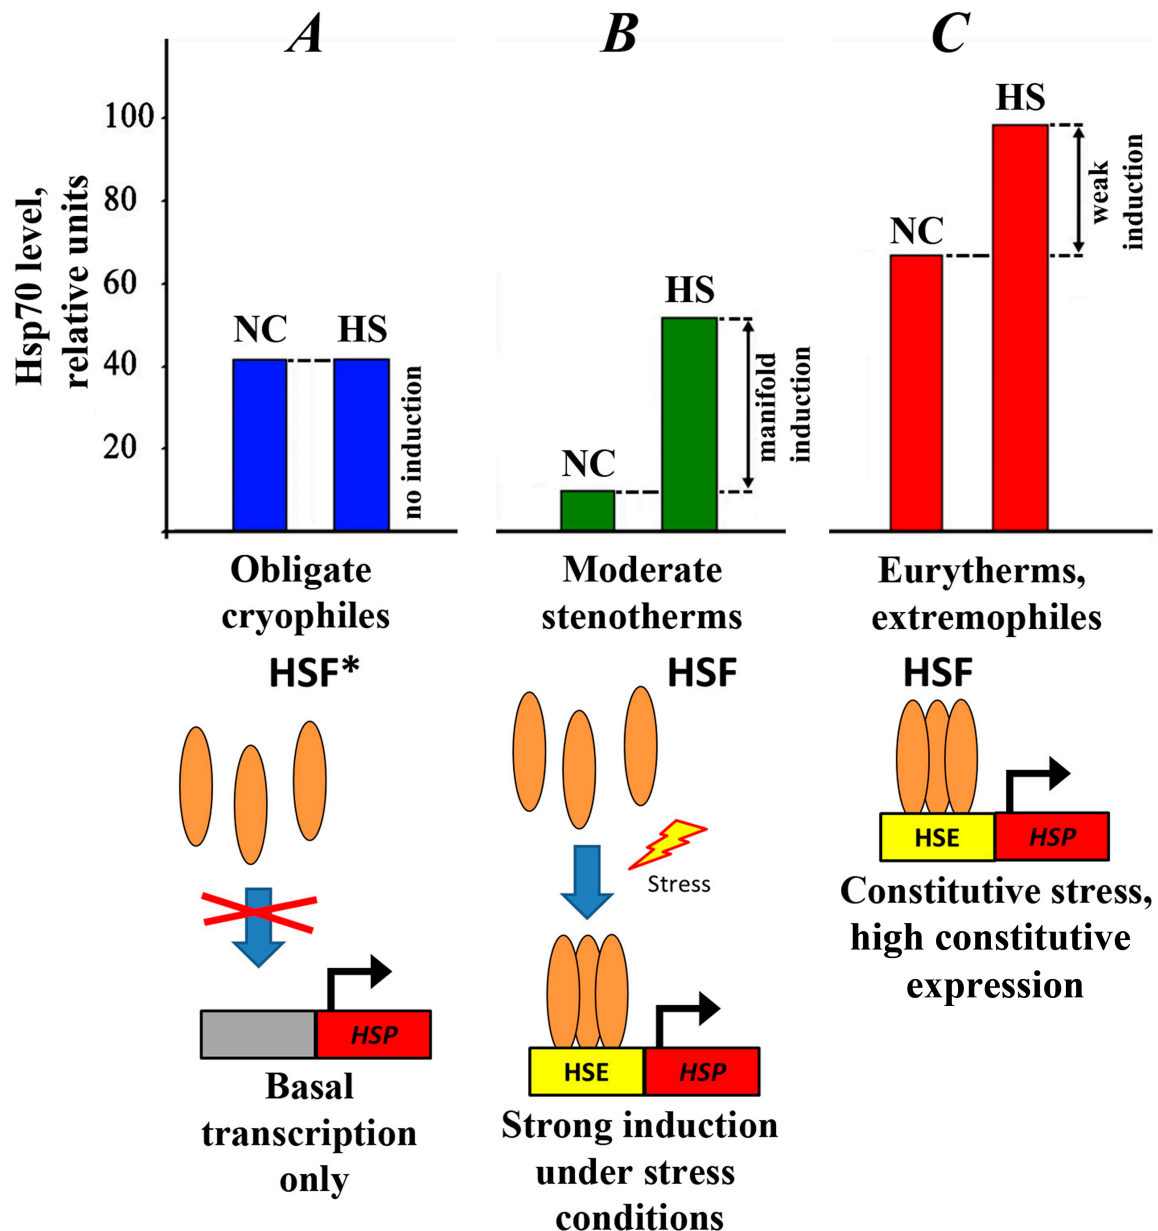 A
B
C
Hsp70 level,
relative units
100
80
60
40
20
NC
HS
no induction
NC
HS
manifold
induction
NC
HS
weak
induction
Obligate
cryophiles
Moderate
stenotherms
Eurytherms,
extremophiles
HSF*
HSP
Basal
transcription
only
HSF
Stress
HSE
HSP
Strong induction
under stress
conditions
HSF
HSE
HSP
Constitutive stress,
high constitutive
expression